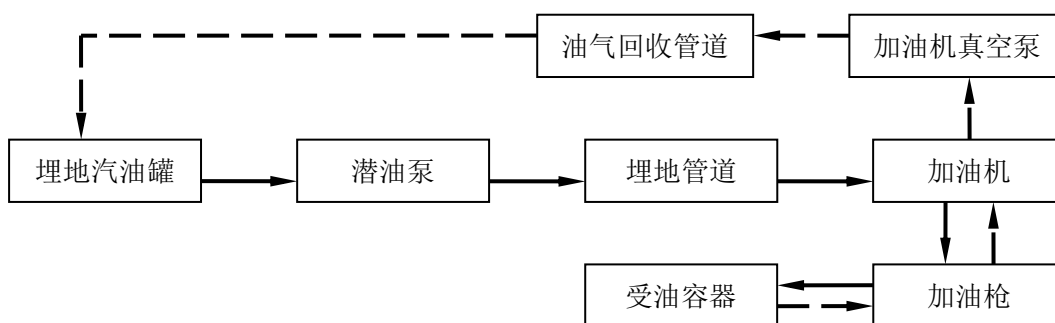 油气回收管道
加油机真空泵
埋地汽油罐
潜油泵
埋地管道
加油机
受油容器
加油枪